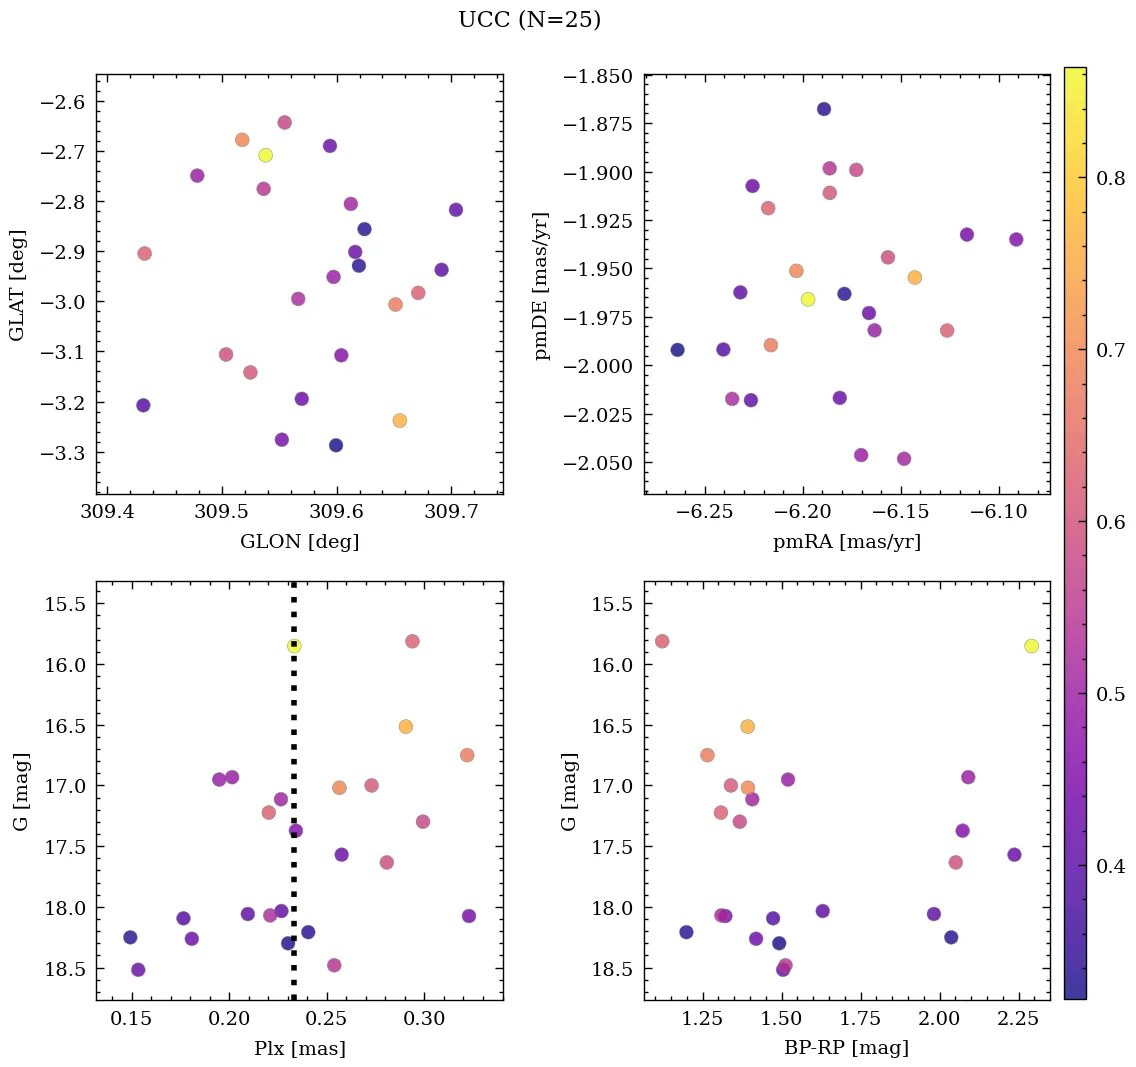 UCC (N=25)
−2.6
−2.7
−2.8
−2.9
−3.0
−3.1
−3.2
−3.3
GLAT [deg]
309.4 309.5 309.6 309.7
GLON [deg]
−1.850
−1.875
−1.900
−1.925
−1.950
−1.975
−2.000
−2.025
−2.050
pmDE [mas/yr]
−6.25 −6.20 −6.15 −6.10
pmRA [mas/yr]
15.5
16.0
16.5
17.0
17.5
18.0
18.5
G [mag]
0.15 0.20 0.25 0.30
Plx [mas]
15.5
16.0
16.5
17.0
17.5
18.0
18.5
G [mag]
1.25 1.50 1.75 2.00 2.25
BP-RP [mag]
0.8
0.7
0.6
0.5
0.4